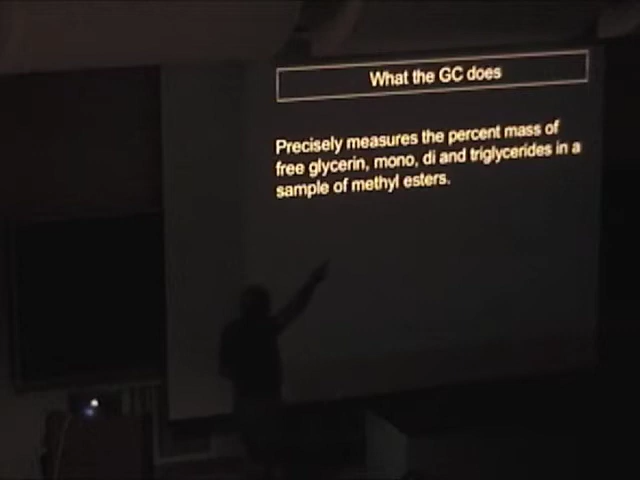 What the GC does
Precisely measures the percent mass of
free glycerin, mono, di and triglycerides in a
sample of methyl esters.